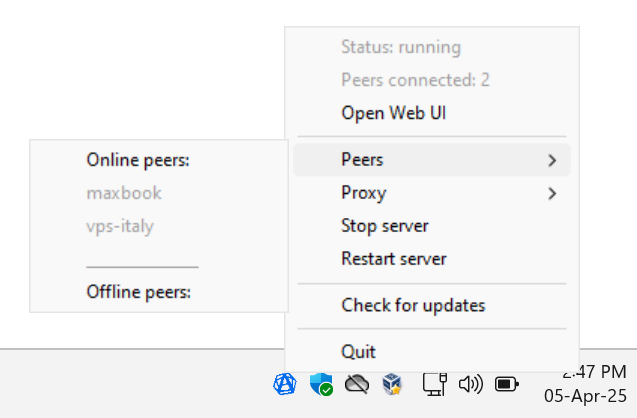 Status: running
Peers connected: 2
Open Web UI
Peers
Proxy
Stop server
Restart server
Check for updates
Quit
Online peers:
maxbook
vps-italy
Offline peers:
2:47 PM
05-Apr-25